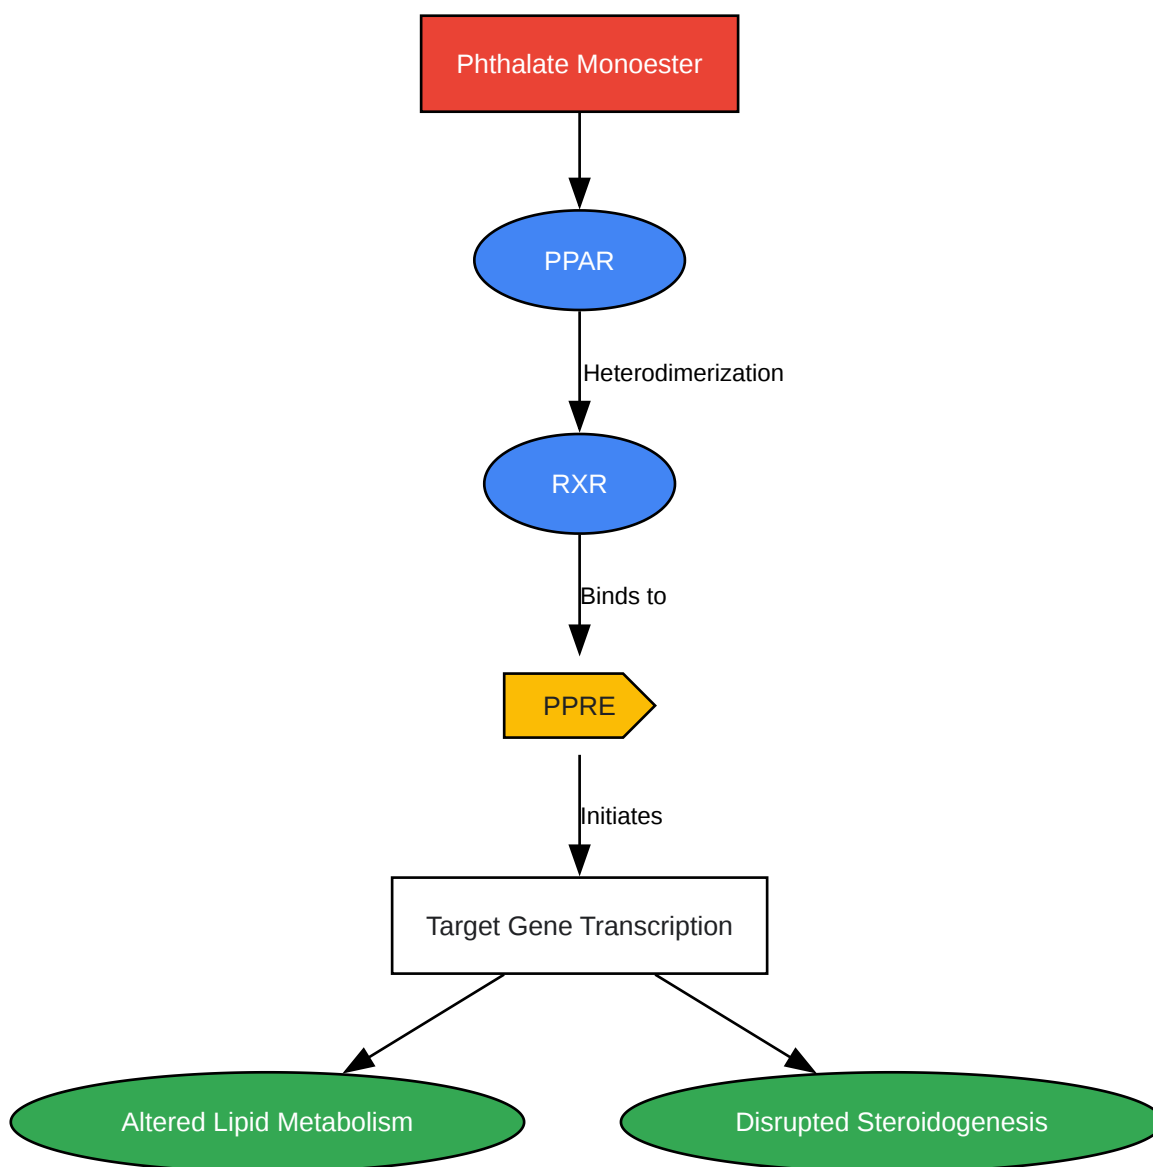 Phthalate Monoester
PPAR
Heterodimerization
RXR
Binds to
PPRE
Initiates
Target Gene Transcription
Altered Lipid Metabolism
Disrupted Steroidogenesis